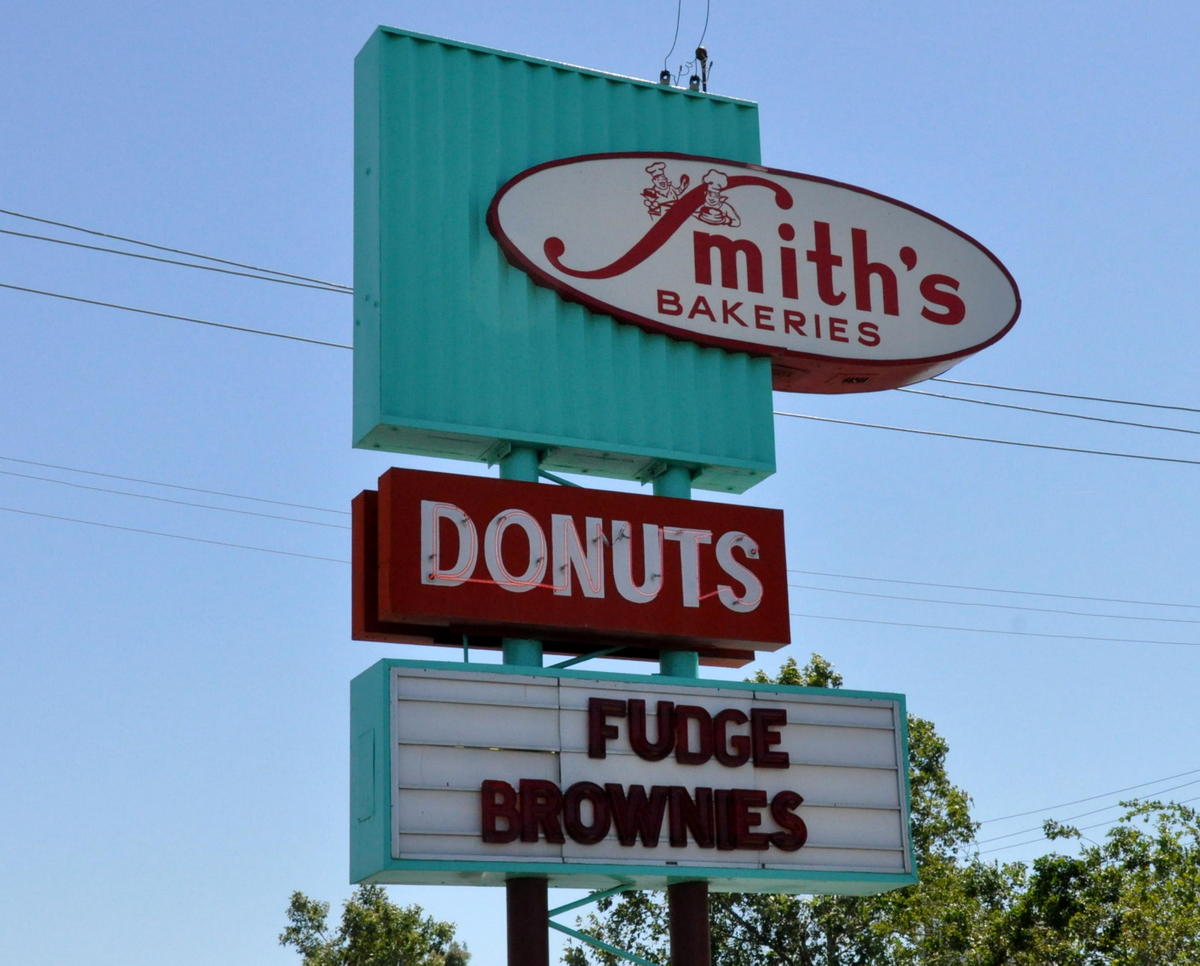 Smith's
BAKERIES
DONUTS
FUDGE
BROWNIES